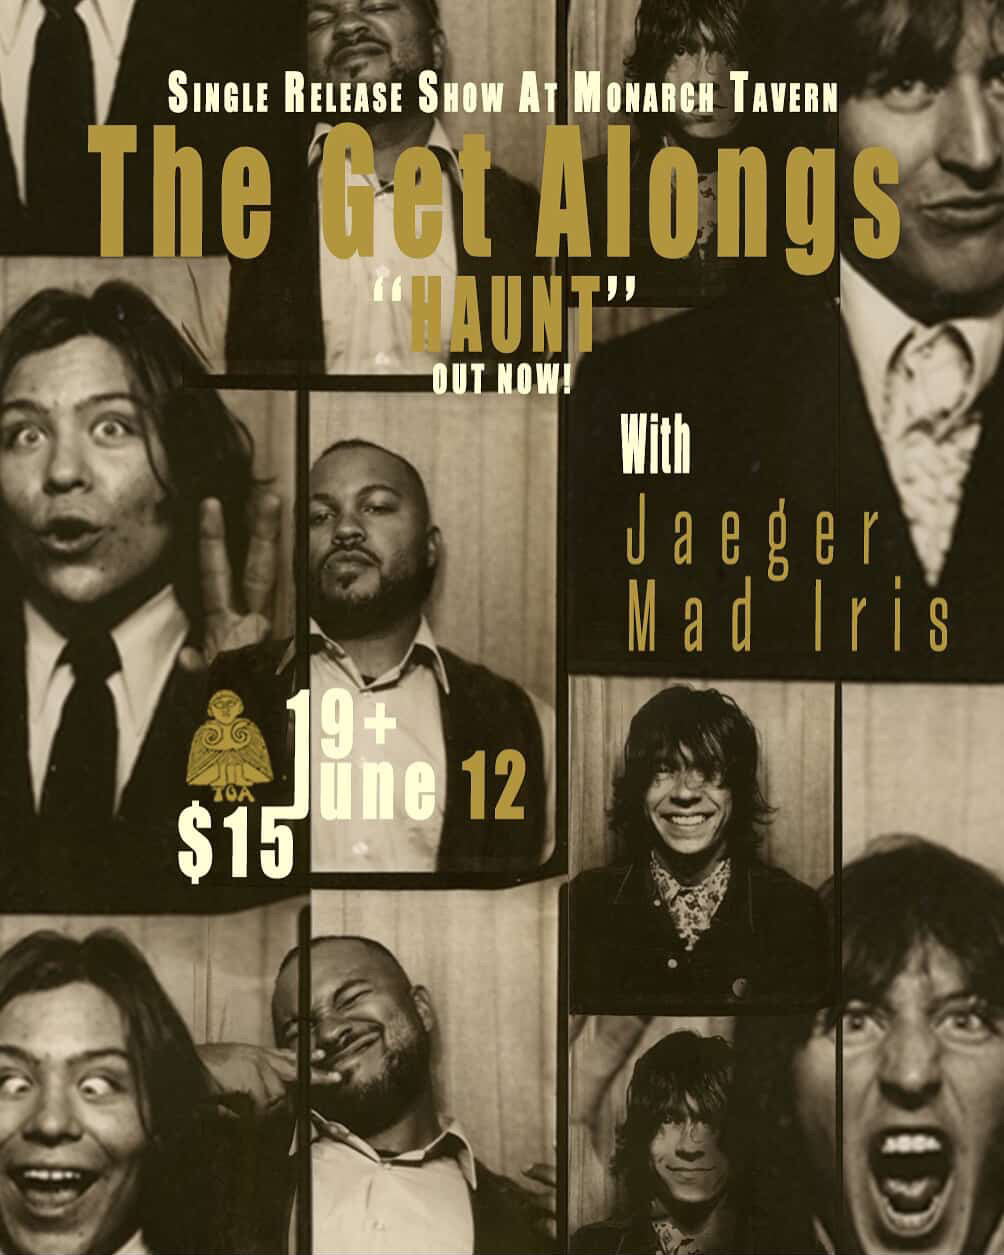 Single Release Show At Monarch Tavern
The Get Alongs
“HAUNT”
OUT NOW!
With
Jaeger
Mad Iris
19+
June 12
TGA
$15